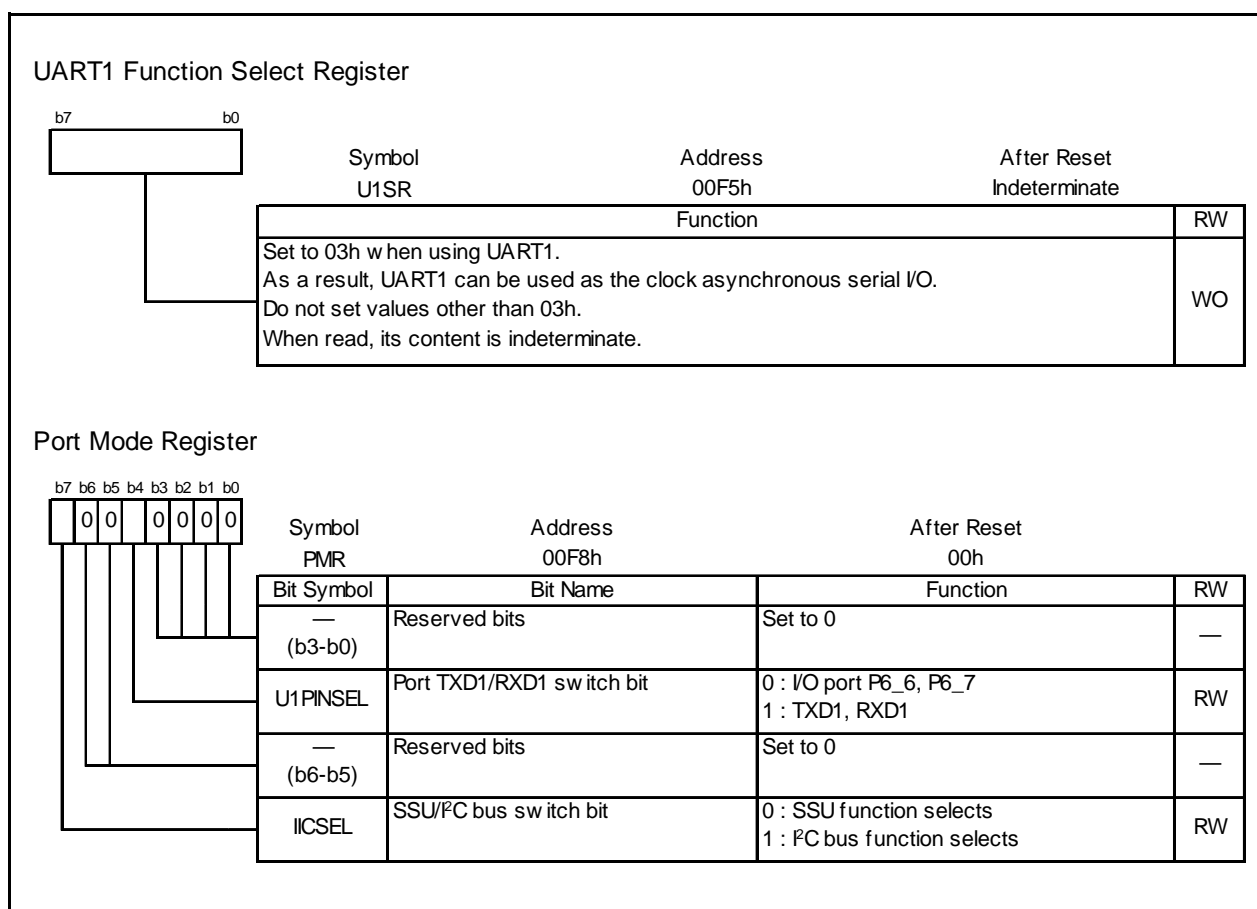 UART1 Function Select Register
b7 b0
Symbol Address After Reset
U1SR 00F5h Indeterminate
Function RW
Set to 03h when using UART1.
As a result, UART1 can be used as the clock asynchronous serial I/O.
Do not set values other than 03h.
When read, its content is indeterminate.
WO
Port Mode Register
b7 b6 b5 b4 b3 b2 b1 b0
0 0 0 0 0 0
Symbol Address After Reset
PMR 00F8h 00h
Bit Symbol Bit Name Function RW
— (b3-b0) Reserved bits Set to 0 —
U1PINSEL Port TXD1/RXD1 switch bit 0 : I/O port P6_6, P6_7
1 : TXD1, RXD1 RW
— (b6-b5) Reserved bits Set to 0 —
IICSEL SSU/I²C bus switch bit 0 : SSU function selects
1 : I²C bus function selects RW